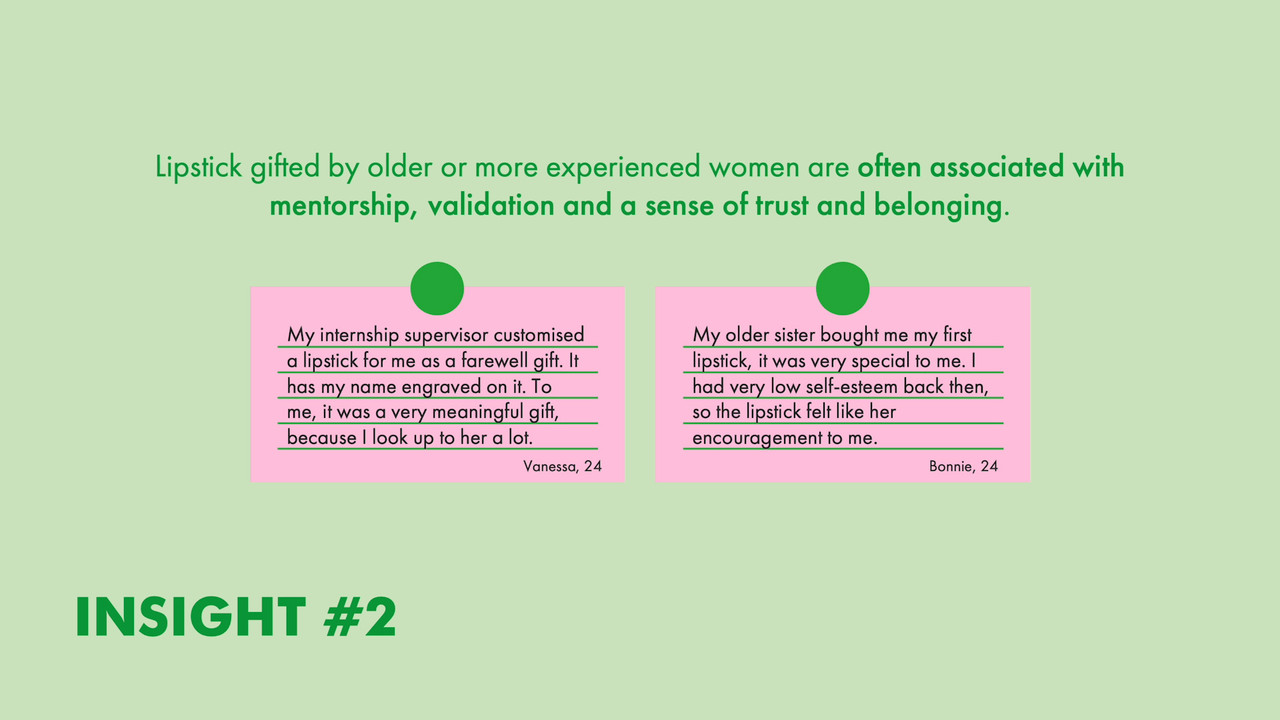 Lipstick gifted by older or more experienced women are often associated with
mentorship, validation and a sense of trust and belonging.
My internship supervisor customised
a lipstick for me as a farewell gift. It
has my name engraved on it. To
me, it was a very meaningful gift,
because I look up to her a lot.
Vanessa, 24
My older sister bought me my first
lipstick, it was very special to me. I
had very low self-esteem back then,
so the lipstick felt like her
encouragement to me.
Bonnie, 24
INSIGHT #2